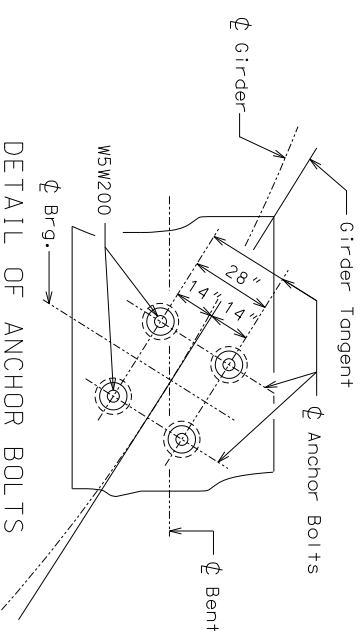 ℄ Girder
Girder Tangent
28"
14" 14"
W5W200
℄ Anchor Bolts
℄ Brg.
℄ Bent
DETAIL OF ANCHOR BOLTS